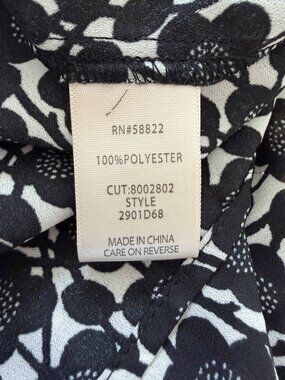 RN#58822
100%POLYESTER
CUT:8002802
STYLE
2901D68
MADE IN CHINA
CARE ON REVERSE